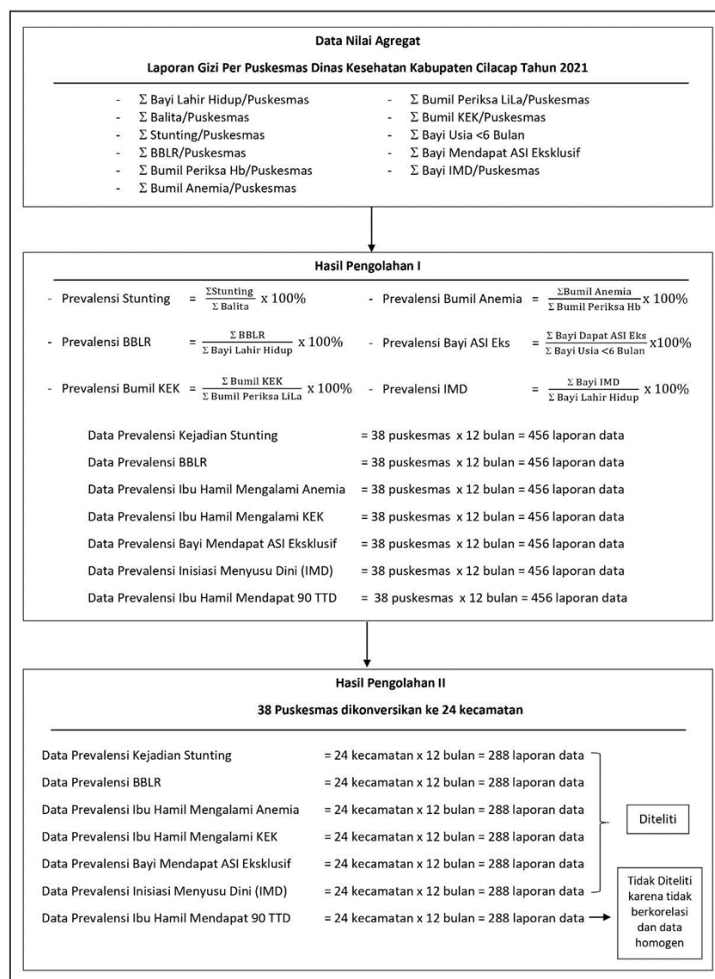 Data Nilai Agregat
Laporan Gizi Per Puskesmas Dinas Kesehatan Kabupaten Cilacap Tahun 2021
- Σ Bayi Lahir Hidup/Puskesmas
- Σ Balita/Puskesmas
- Σ Stunting/Puskesmas
- Σ BBLR/Puskesmas
- Σ Bumil Periksa Hb/Puskesmas
- Σ Bumil Anemia/Puskesmas
- Σ Bumil Periksa LiLa/Puskesmas
- Σ Bumil KEK/Puskesmas
- Σ Bayi Usia <6 Bulan
- Σ Bayi Mendapat ASI Eksklusif
- Σ Bayi IMD/Puskesmas
Hasil Pengolahan I
- Prevalensi Stunting = ΣStunting / Σ Balita x 100%
- Prevalensi Bumil Anemia = ΣBumil Anemia / Σ Bumil Periksa Hb x 100%
- Prevalensi BBLR = Σ BBLR / Σ Bayi Lahir Hidup x 100%
- Prevalensi Bayi ASI Eks = Σ Bayi Dapat ASI Eks / Σ Bayi Usia <6 Bulan x100%
- Prevalensi Bumil KEK = Σ Bumil KEK / Σ Bumil Periksa LiLa x 100%
- Prevalensi IMD = Σ Bayi IMD / Σ Bayi Lahir Hidup x 100%
Data Prevalensi Kejadian Stunting = 38 puskesmas x 12 bulan = 456 laporan data
Data Prevalensi BBLR = 38 puskesmas x 12 bulan = 456 laporan data
Data Prevalensi Ibu Hamil Mengalami Anemia = 38 puskesmas x 12 bulan = 456 laporan data
Data Prevalensi Ibu Hamil Mengalami KEK = 38 puskesmas x 12 bulan = 456 laporan data
Data Prevalensi Bayi Mendapat ASI Eksklusif = 38 puskesmas x 12 bulan = 456 laporan data
Data Prevalensi Inisiasi Menyusu Dini (IMD) = 38 puskesmas x 12 bulan = 456 laporan data
Data Prevalensi Ibu Hamil Mendapat 90 TTD = 38 puskesmas x 12 bulan = 456 laporan data
Hasil Pengolahan II
38 Puskesmas dikonversikan ke 24 kecamatan
Data Prevalensi Kejadian Stunting = 24 kecamatan x 12 bulan = 288 laporan data
Data Prevalensi BBLR = 24 kecamatan x 12 bulan = 288 laporan data
Data Prevalensi Ibu Hamil Mengalami Anemia = 24 kecamatan x 12 bulan = 288 laporan data
Data Prevalensi Ibu Hamil Mengalami KEK = 24 kecamatan x 12 bulan = 288 laporan data
Data Prevalensi Bayi Mendapat ASI Eksklusif = 24 kecamatan x 12 bulan = 288 laporan data
Data Prevalensi Inisiasi Menyusu Dini (IMD) = 24 kecamatan x 12 bulan = 288 laporan data
Data Prevalensi Ibu Hamil Mendapat 90 TTD = 24 kecamatan x 12 bulan = 288 laporan data
Diteliti
Tidak Diteliti
karena tidak
berkorelasi
dan data
homogen